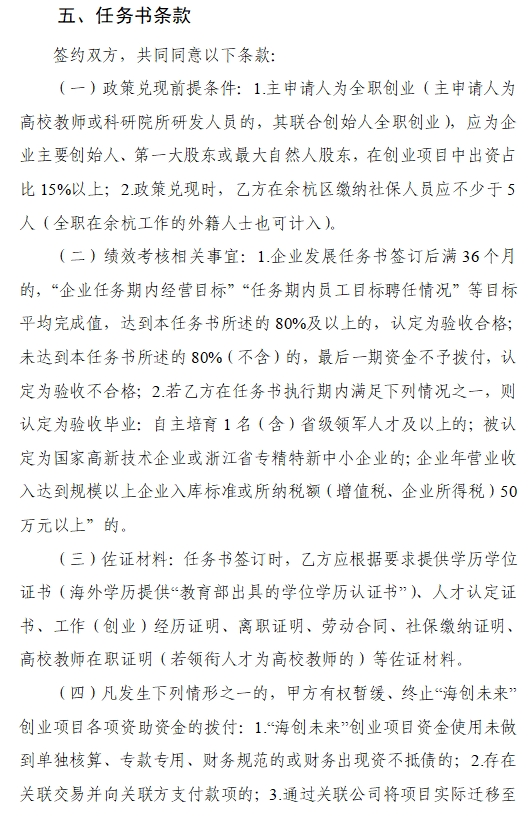 五、任务书条款
签约双方，共同同意以下条款：
（一）政策兑现前提条件：1.主申请人为全职创业（主申请人为
高校教师或科研院所研发人员的，其联合创始人全职创业），应为企
业主要创始人、第一大股东或最大自然人股东，在创业项目中出资占
比 15%以上；2.政策兑现时，乙方在余杭区缴纳社保人员应不少于 5
人（全职在余杭工作的外籍人士也可计入）。
（二）绩效考核相关事宜：1.企业发展任务书签订后满 36 个月
的，“企业任务期内经营目标”“任务期内员工目标聘任情况”等目标
平均完成值，达到本任务书所述的 80%及以上的，认定为验收合格；
未达到本任务书所述的 80%（不含）的，最后一期资金不予拨付，认
定为验收不合格；2.若乙方在任务书执行期内满足下列情况之一，则
认定为验收毕业：自主培育 1 名（含）省级领军人才及以上的；被认
定为国家高新技术企业或浙江省专精特新中小企业的；企业年营业收
入达到规模以上企业入库标准或所纳税额（增值税、企业所得税）50
万元以上”的。
（三）佐证材料：任务书签订时，乙方应根据要求提供学历学位
证书（海外学历提供“教育部出具的学位学历认证书”）、人才认定证
书、工作（创业）经历证明、离职证明、劳动合同、社保缴纳证明、
高校教师在职证明（若领衔人才为高校教师的）等佐证材料。
（四）凡发生下列情形之一的，甲方有权暂缓、终止“海创未来”
创业项目各项资助资金的拨付：1.“海创未来”创业项目资金使用未做
到单独核算、专款专用、财务规范的或财务出现资不抵债的；2.存在
关联交易并向关联方支付款项的；3.通过关联公司将项目实际迁移至